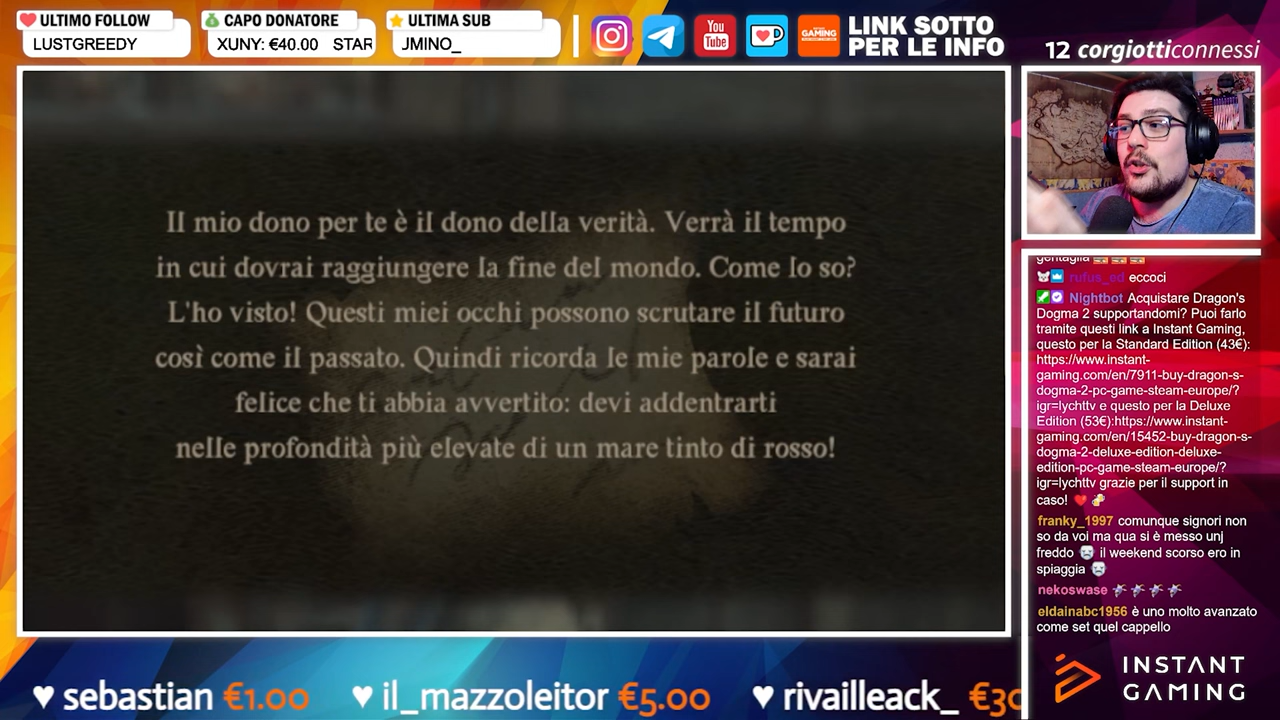 ULTIMO FOLLOW
LUSTGREEDY
CAPO DONATORE
XUNY: €40.00 STAR
ULTIMA SUB
JMINO_
You
Tube
GAMING
LINK SOTTO
PER LE INFO
12 corgiotticonnessi
Il mio dono per te è il dono della verità. Verrà il tempo
in cui dovrai raggiungere la fine del mondo. Come lo so?
L'ho visto! Questi miei occhi possono scrutare il futuro
così come il passato. Quindi ricorda le mie parole e sarai
felice che ti abbia avvertito: devi addentrarti
nelle profondità più elevate di un mare tinto di rosso!
gentaglia
rufus_ed eccoci
Nightbot Acquistare Dragon's
Dogma 2 supportandomi? Puoi farlo
tramite questi link a Instant Gaming,
questo per la Standard Edition (43€):
https://www.instant-
gaming.com/en/7911-buy-dragon-s-
dogma-2-pc-game-steam-europe/?
igr=lychttv e questo per la Deluxe
Edition (53€):https://www.instant-
gaming.com/en/15452-buy-dragon-s-
dogma-2-deluxe-edition-deluxe-
edition-pc-game-steam-europe/?
igr=lychttv grazie per il support in
caso!
franky_1997 comunque signori non
so da voi ma qua si è messo unj
freddo il weekend scorso ero in
spiaggia
nekoswase
eldainabc1956 è uno molto avanzato
come set quel cappello
INSTANT
GAMING
sebastian €1.00 il_mazzoleitor €5.00 rivailleack_ €30